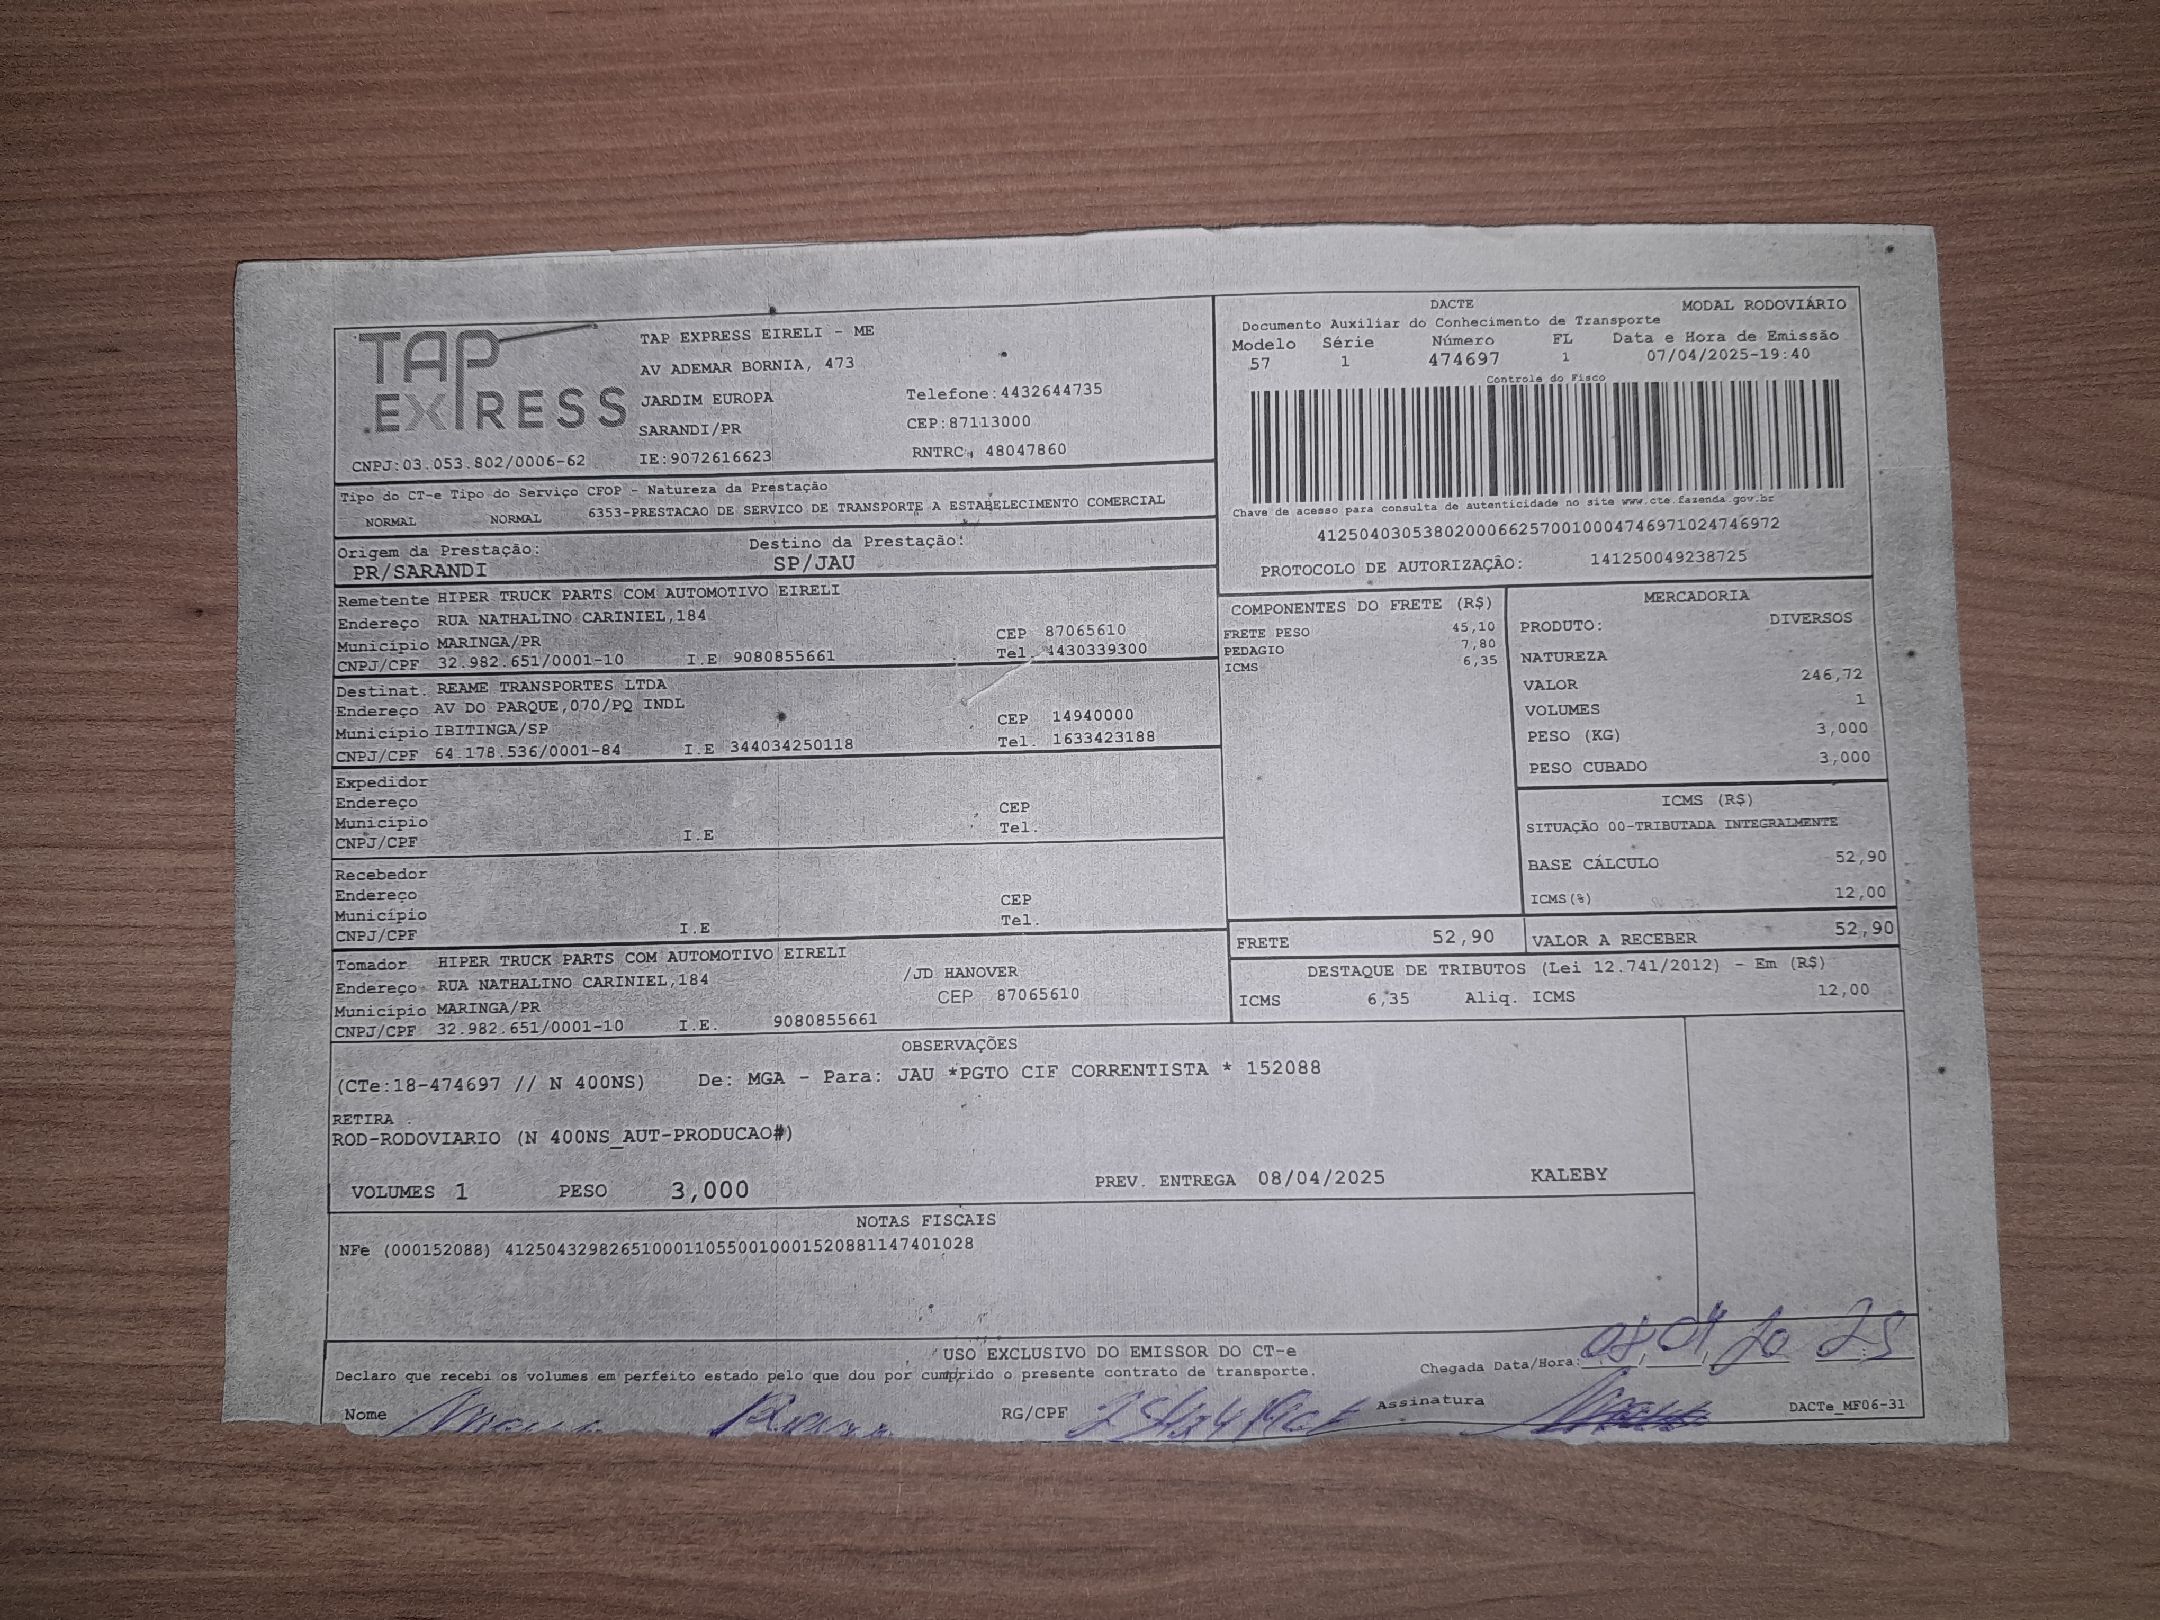 TAP
EXPRESS
TAP EXPRESS EIRELI - ME
AV ADEMAR BORNIA, 473
JARDIM EUROPA Telefone:4432644735
SARANDI/PR CEP:87113000
CNPJ:03.053.802/0006-62 IE:9072616623 RNTRC: 48047860
DACTE MODAL RODOVIÁRIO
Documento Auxiliar do Conhecimento de Transporte
Modelo Série Número FL Data e Hora de Emissão
57 1 474697 1 07/04/2025-19:40
Controle do Fisco
Chave de acesso para consulta de autenticidade no site www.cte.fazenda.gov.br
41250403053802000662570010004746971024746972
PROTOCOLO DE AUTORIZAÇÂO: 141250049238725
Tipo do CT-e Tipo do Serviço CFOP - Natureza da Prestação
NORMAL NORMAL 6353-PRESTACAO DE SERVICO DE TRANSPORTE A ESTABELECIMENTO COMERCIAL
Origem da Prestação: Destino da Prestação:
PR/SARANDI SP/JAU
Remetente HIPER TRUCK PARTS COM AUTOMOTIVO EIRELI
Endereço RUA NATHALINO CARINIEL,184
Município MARINGA/PR CEP 87065610
CNPJ/CPF 32.982.651/0001-10 I.E 9080855661 Tel. 4430339300
Destinat. REAME TRANSPORTES LTDA
Endereço AV DO PARQUE,070/PQ INDL
Município IBITINGA/SP CEP 14940000
CNPJ/CPF 64.178.536/0001-84 I.E 344034250118 Tel. 1633423188
Expedidor
Endereço CEP
Município Tel.
CNPJ/CPF I.E
Recebedor
Endereço CEP
Município Tel.
CNPJ/CPF I.E
Tomador HIPER TRUCK PARTS COM AUTOMOTIVO EIRELI
Endereço RUA NATHALINO CARINIEL,184 /JD HANOVER
Município MARINGA/PR CEP 87065610
CNPJ/CPF 32.982.651/0001-10 I.E. 9080855661
COMPONENTES DO FRETE (R$)
FRETE PESO 45,10
PEDAGIO 7,80
ICMS 6,35
MERCADORIA
PRODUTO: DIVERSOS
NATUREZA
VALOR 246,72
VOLUMES 1
PESO (KG) 3,000
PESO CUBADO 3,000
ICMS (R$)
SITUAÇÃO 00-TRIBUTADA INTEGRALMENTE
BASE CÁLCULO 52,90
ICMS(%) 12,00
FRETE 52,90 VALOR A RECEBER 52,90
DESTAQUE DE TRIBUTOS (Lei 12.741/2012) - Em (R$)
ICMS 6,35 Aliq. ICMS 12,00
OBSERVAÇÕES
(CTe:18-474697 // N 400NS) De: MGA - Para: JAU *PGTO CIF CORRENTISTA * 152088
RETIRA
ROD-RODOVIARIO (N 400NS_AUT-PRODUCAO#)
VOLUMES 1 PESO 3,000 PREV. ENTREGA 08/04/2025 KALEBY
NOTAS FISCAIS
NFe (000152088) 41250432982651000110550010001520881147401028
USO EXCLUSIVO DO EMISSOR DO CT-e
Declaro que recebi os volumes em perfeito estado pelo que dou por cumprido o presente contrato de transporte. Chegada Data/Hora: 08/04/20 25
Nome RG/CPF Assinatura DACTe_MF06-31